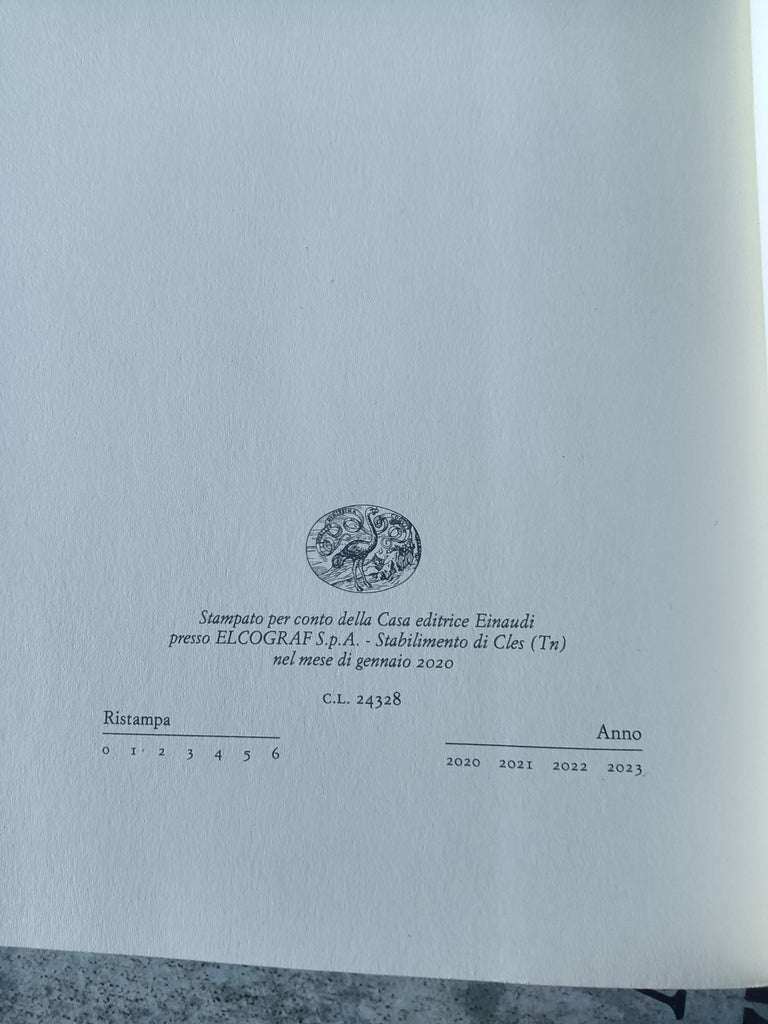 Stampato per conto della Casa editrice Einaudi
presso ELCOGRAF S.p.A. - Stabilimento di Cles (Tn)
nel mese di gennaio 2020
C.L. 24328
Ristampa
0 1 2 3 4 5 6
Anno
2020 2021 2022 2023